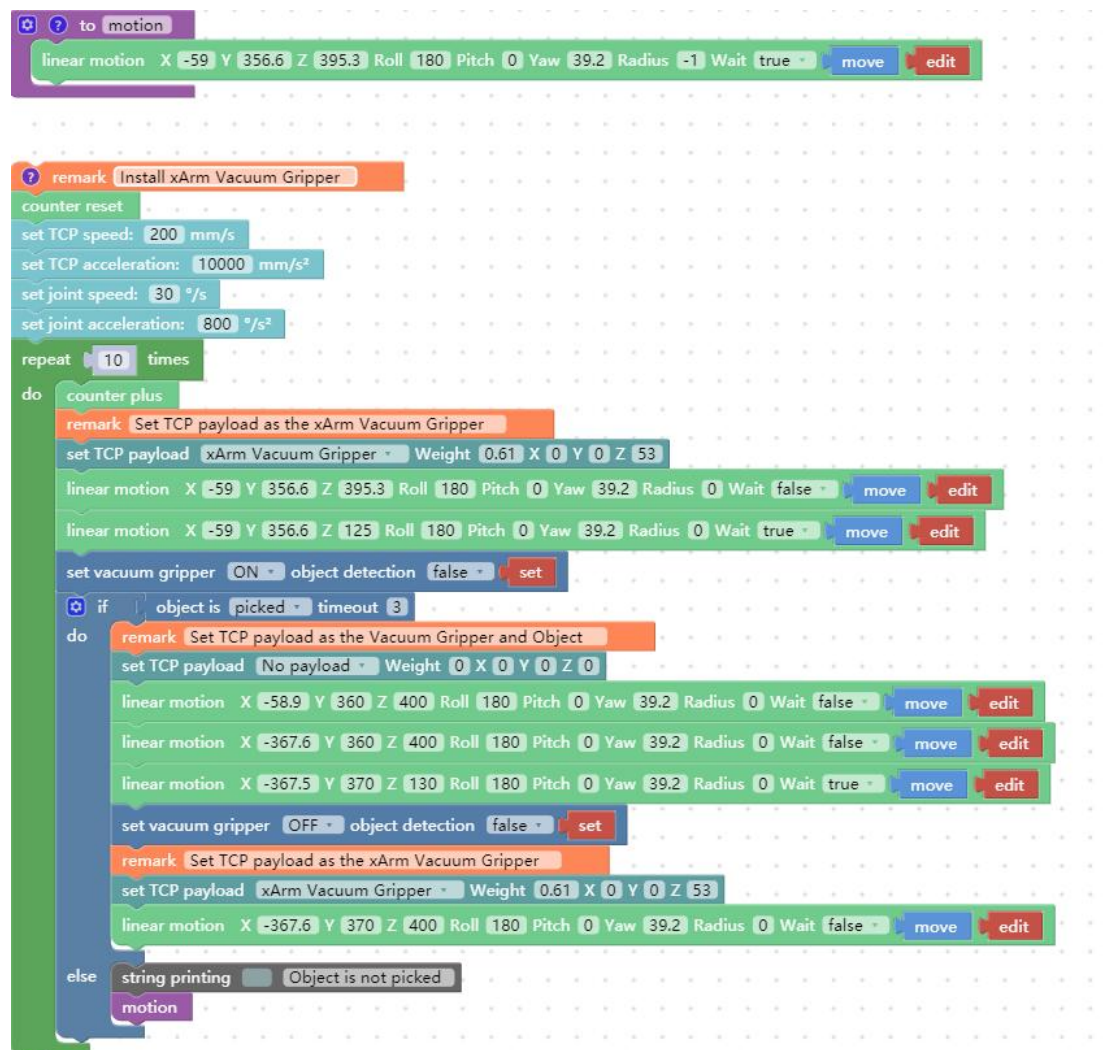 to motion
linear motion X -59 Y 356.6 Z 395.3 Roll 180 Pitch 0 Yaw 39.2 Radius -1 Wait true move edit
remark Install xArm Vacuum Gripper
counter reset
set TCP speed: 200 mm/s
set TCP acceleration: 10000 mm/s²
set joint speed: 30 °/s
set joint acceleration: 800 °/s²
repeat 10 times
do counter plus
remark Set TCP payload as the xArm Vacuum Gripper
set TCP payload xArm Vacuum Gripper Weight 0.61 X 0 Y 0 Z 53
linear motion X -59 Y 356.6 Z 395.3 Roll 180 Pitch 0 Yaw 39.2 Radius 0 Wait false move edit
linear motion X -59 Y 356.6 Z 125 Roll 180 Pitch 0 Yaw 39.2 Radius 0 Wait true move edit
set vacuum gripper ON object detection false set
if object is picked timeout 3
do remark Set TCP payload as the Vacuum Gripper and Object
set TCP payload No payload Weight 0 X 0 Y 0 Z 0
linear motion X -58.9 Y 360 Z 400 Roll 180 Pitch 0 Yaw 39.2 Radius 0 Wait false move edit
linear motion X -367.6 Y 360 Z 400 Roll 180 Pitch 0 Yaw 39.2 Radius 0 Wait false move edit
linear motion X -367.5 Y 370 Z 130 Roll 180 Pitch 0 Yaw 39.2 Radius 0 Wait true move edit
set vacuum gripper OFF object detection false set
remark Set TCP payload as the xArm Vacuum Gripper
set TCP payload xArm Vacuum Gripper Weight 0.61 X 0 Y 0 Z 53
linear motion X -367.6 Y 370 Z 400 Roll 180 Pitch 0 Yaw 39.2 Radius 0 Wait false move edit
else string printing Object is not picked
motion